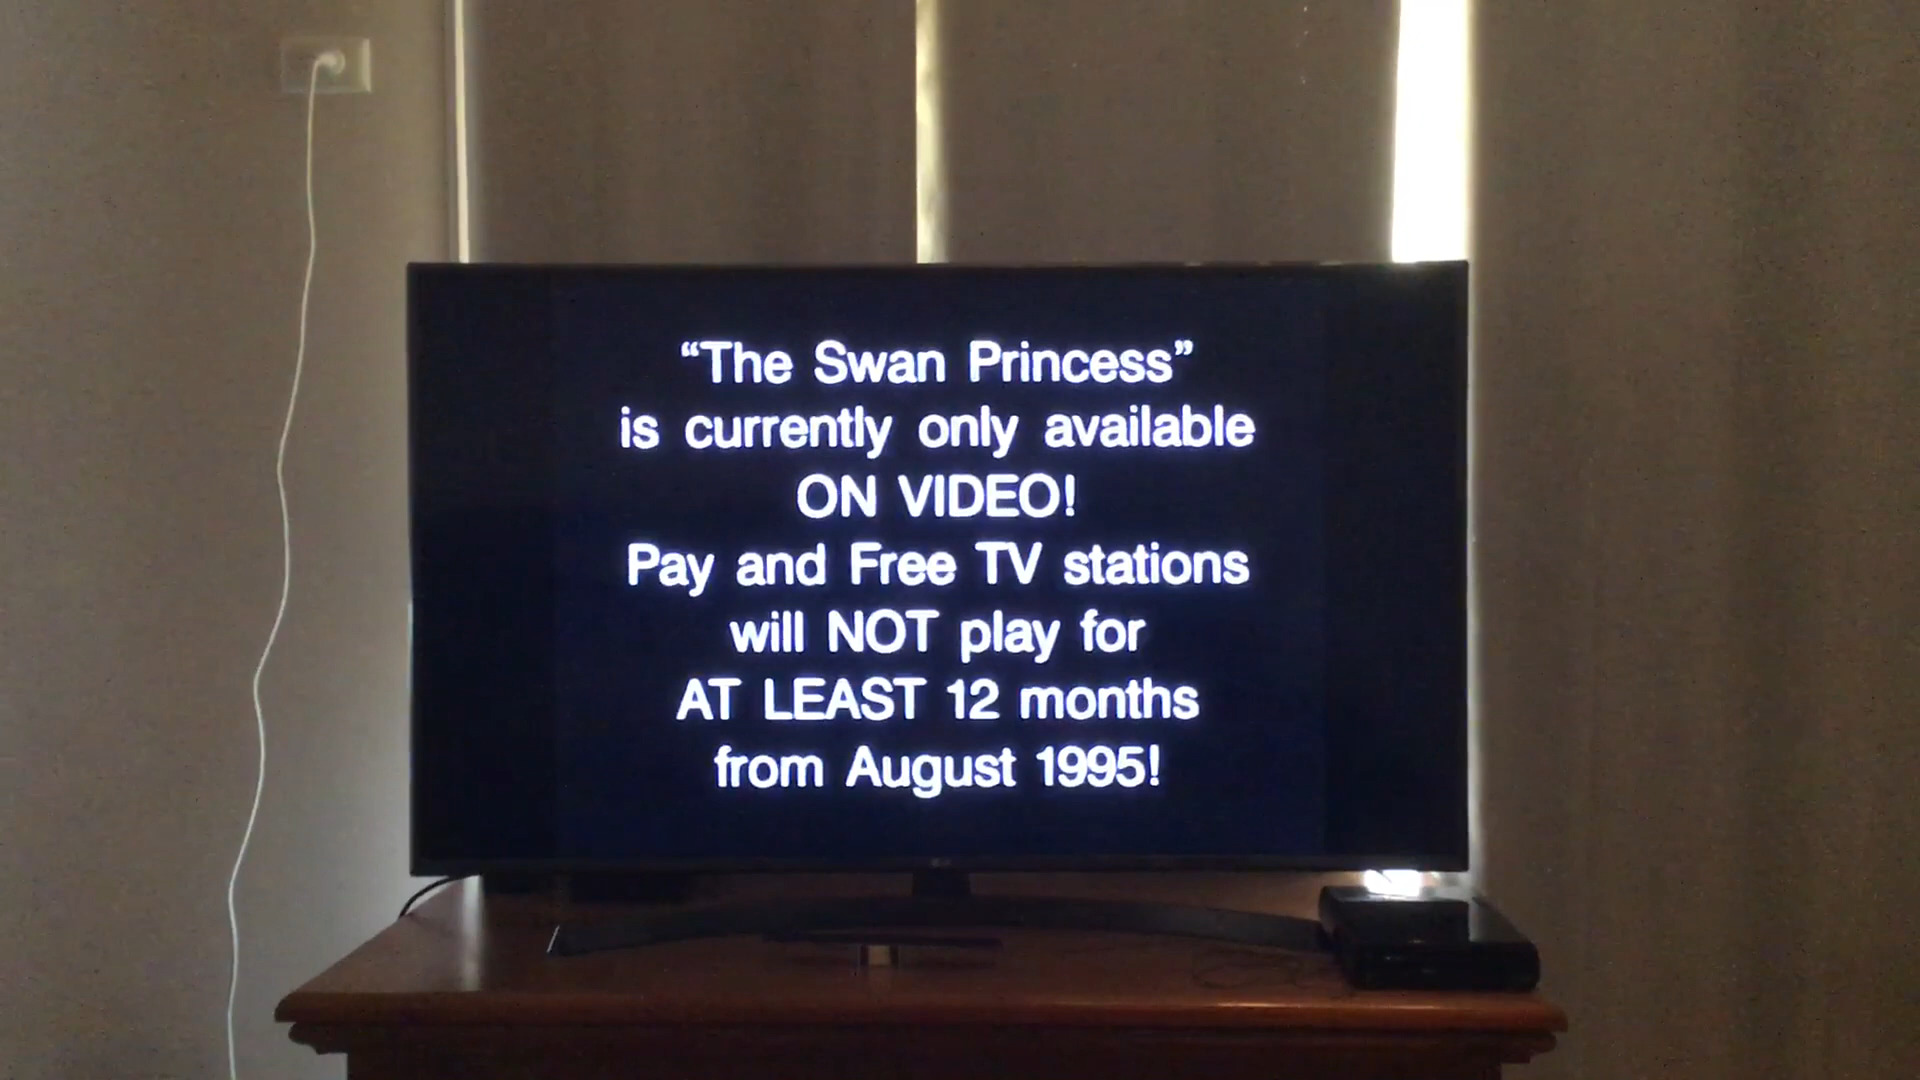 “The Swan Princess”
is currently only available
ON VIDEO!
Pay and Free TV stations
will NOT play for
AT LEAST 12 months
from August 1995!